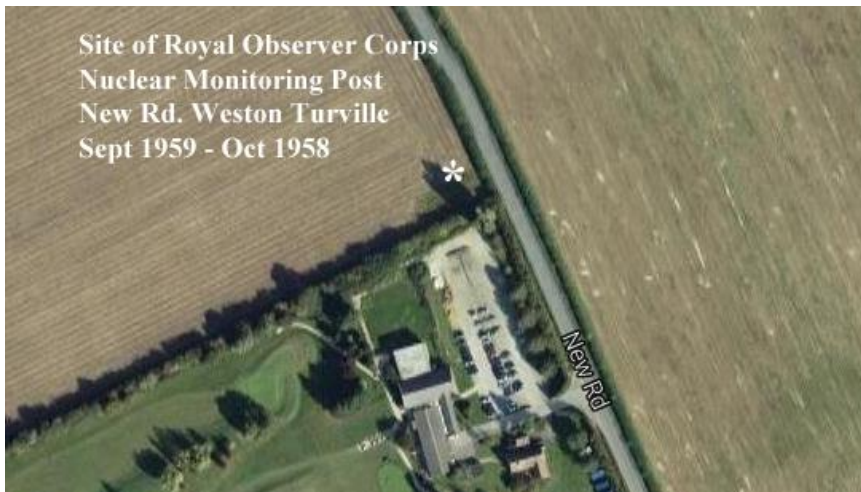 Site of Royal Observer Corps
Nuclear Monitoring Post
New Rd. Weston Turville
Sept 1959 - Oct 1958
*
New Rd